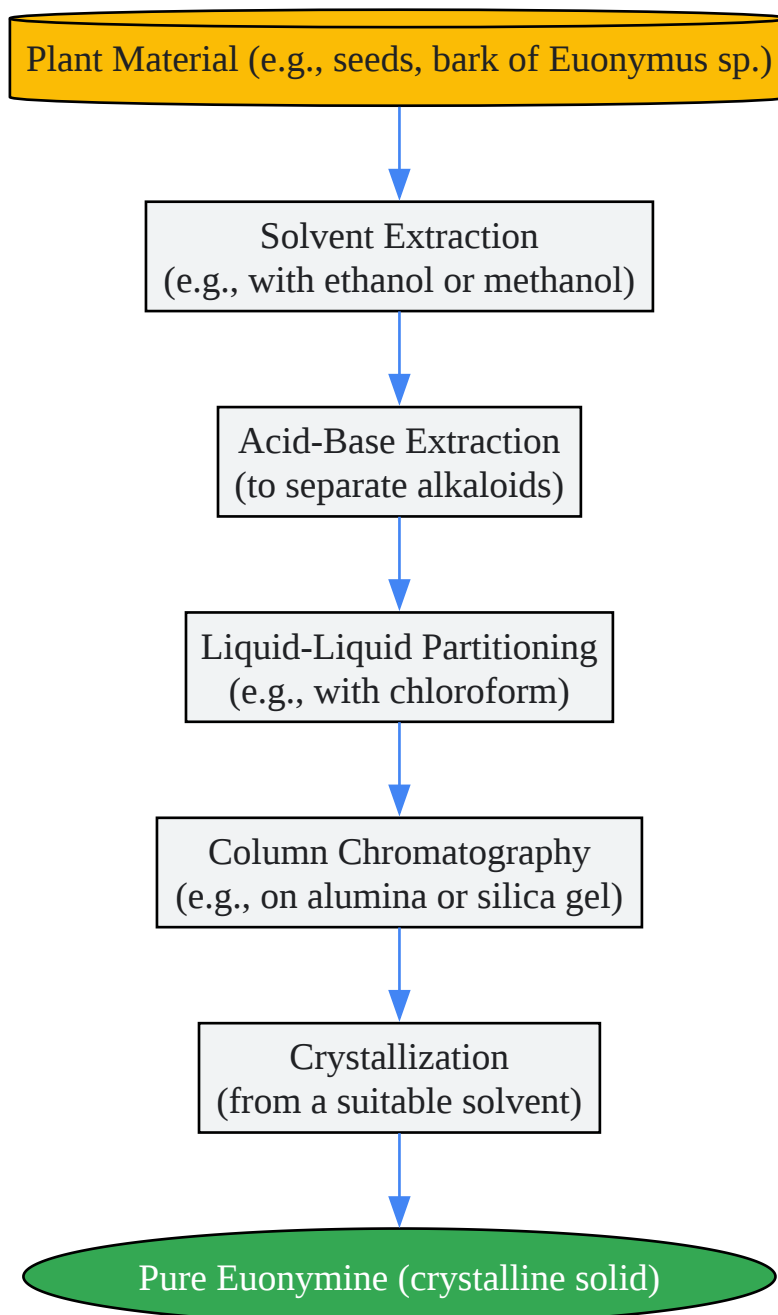 Plant Material (e.g., seeds, bark of Euonymus sp.)
Solvent Extraction
(e.g., with ethanol or methanol)
Acid-Base Extraction
(to separate alkaloids)
Liquid-Liquid Partitioning
(e.g., with chloroform)
Column Chromatography
(e.g., on alumina or silica gel)
Crystallization
(from a suitable solvent)
Pure Euonymine (crystalline solid)